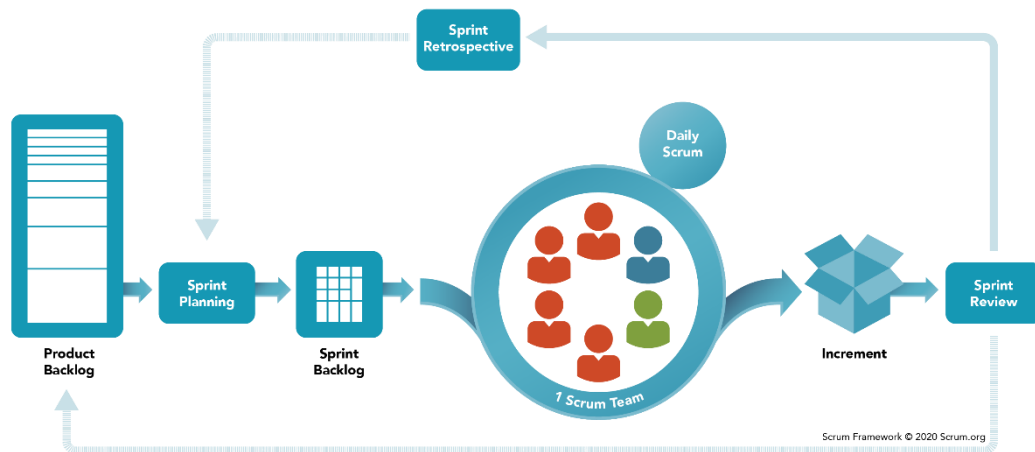 Sprint
Retrospective
Daily
Scrum
Sprint
Planning
Sprint
Review
Product
Backlog
Sprint
Backlog
Increment
1 Scrum Team
Scrum Framework © 2020 Scrum.org